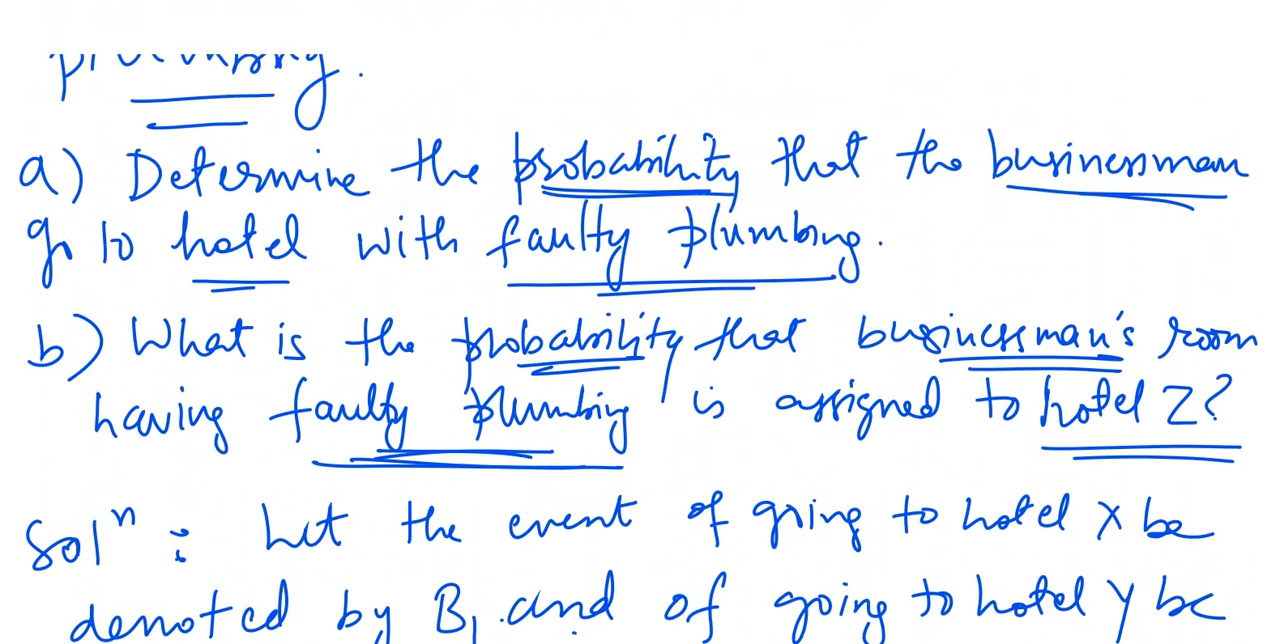 a) Determine the probability that the businessman
go to hotel with faulty plumbing.
b) What is the probability that businessman's room
having faulty plumbing is assigned to hotel Z?
Solⁿ : Let the event of going to hotel X be
denoted by B₁ and of going to hotel Y be